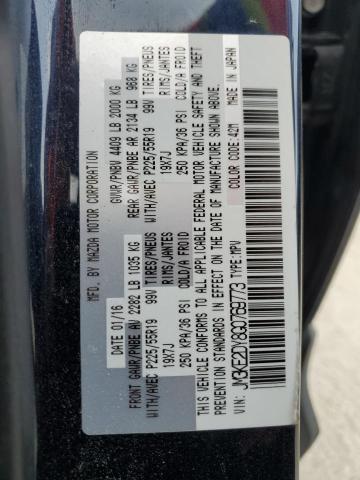 MFD. BY MAZDA MOTOR CORPORATION
DATE: 01/16 GVWR/PNBV 4409 LB 2000 KG
FRONT GAWR/PNBE AV 2282 LB 1035 KG REAR GAWR/PNBE AR 2134 LB 968 KG
WITH/AVEC P225/55R19 99V TIRES/PNEUS WITH/AVEC P225/55R19 99V TIRES/PNEUS
19X7J RIMS/JANTES 19X7J RIMS/JANTES
250 KPA/36 PSI COLD/A FROID 250 KPA/36 PSI COLD/A FROID
THIS VEHICLE CONFORMS TO ALL APPLICABLE FEDERAL MOTOR VEHICLE SAFETY AND THEFT
PREVENTION STANDARDS IN EFFECT ON THE DATE OF MANUFACTURE SHOWN ABOVE.
JM3KE2DY8G0769773 TYPE:MPV COLOR CODE:42M MADE IN JAPAN